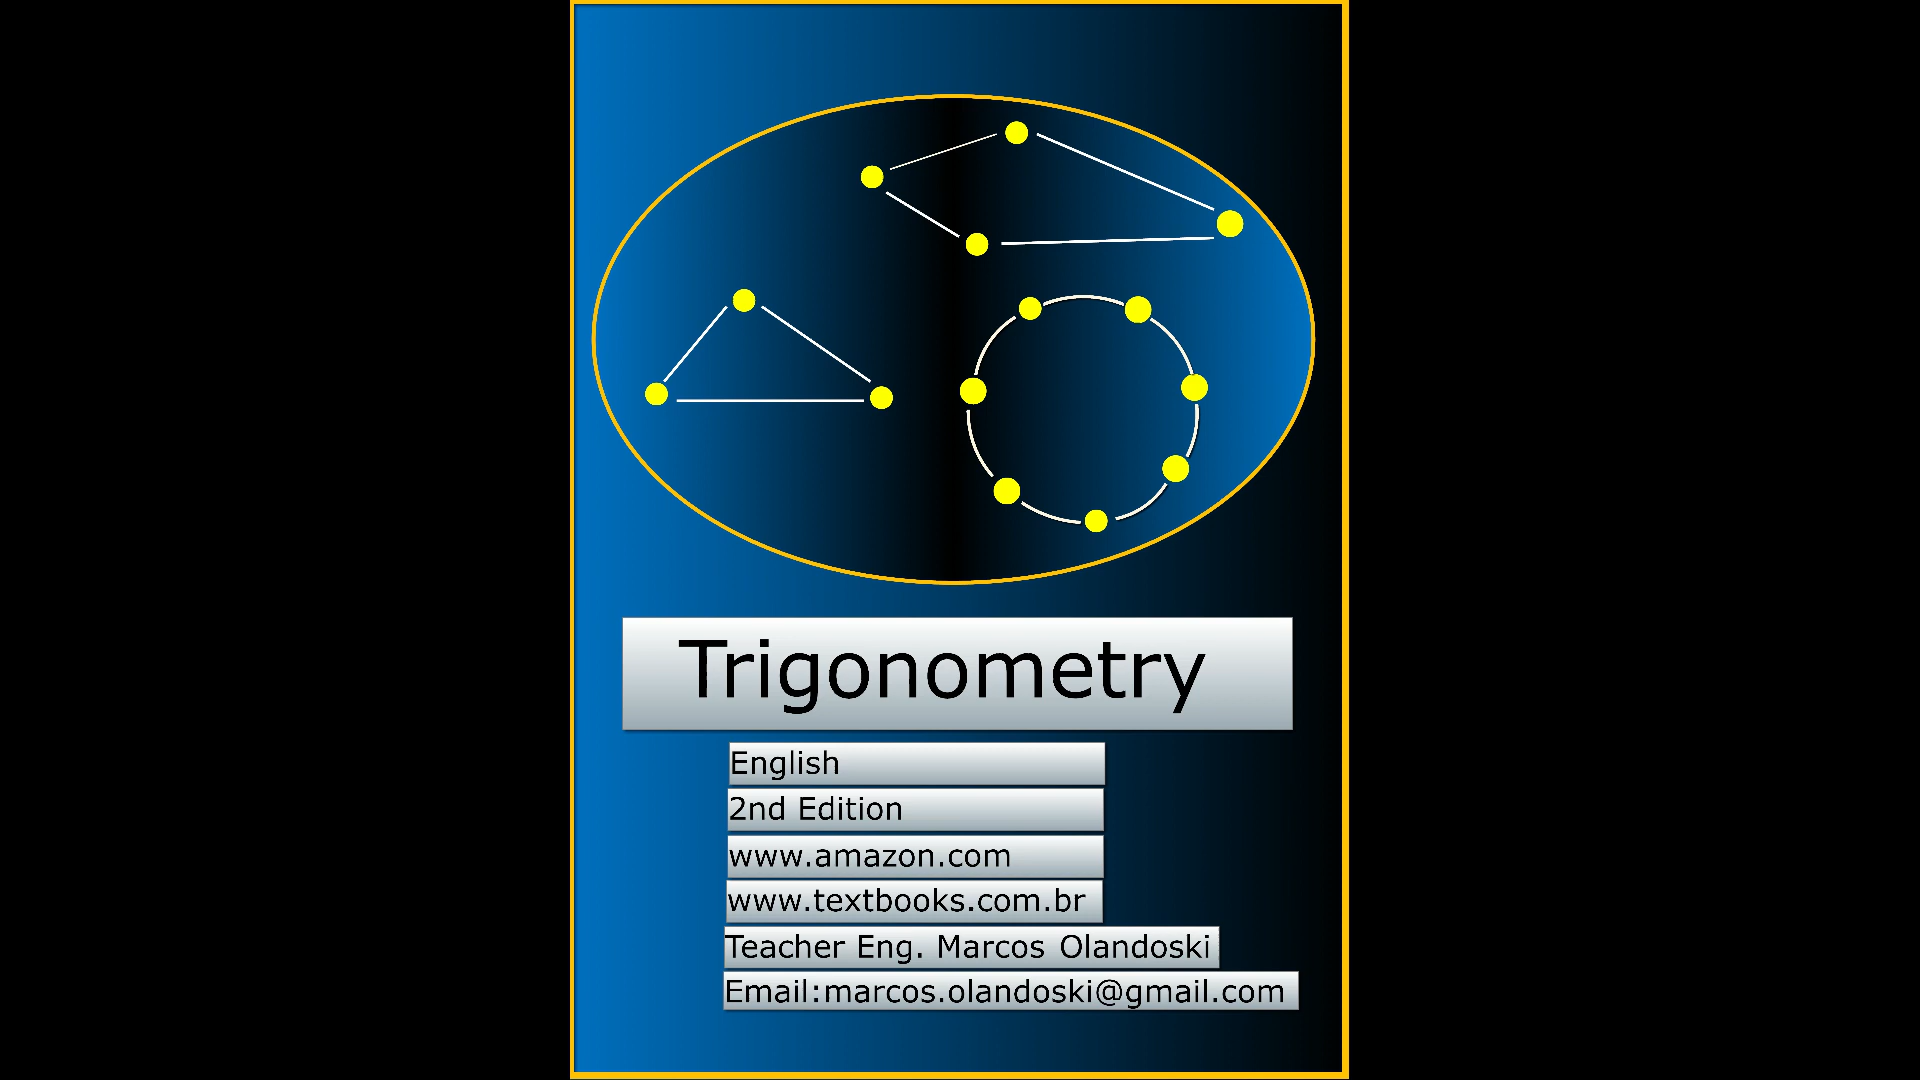 Trigonometry
English
2nd Edition
www.amazon.com
www.textbooks.com.br
Teacher Eng. Marcos Olandoski
Email:marcos.olandoski@gmail.com